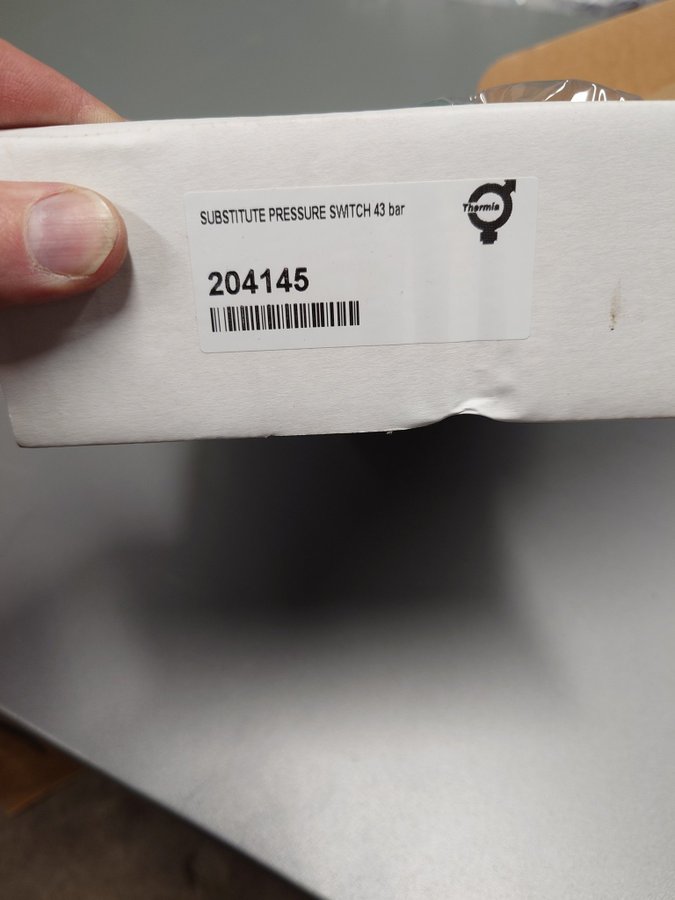 SUBSTITUTE PRESSURE SWITCH 43 bar
Thermia
204145